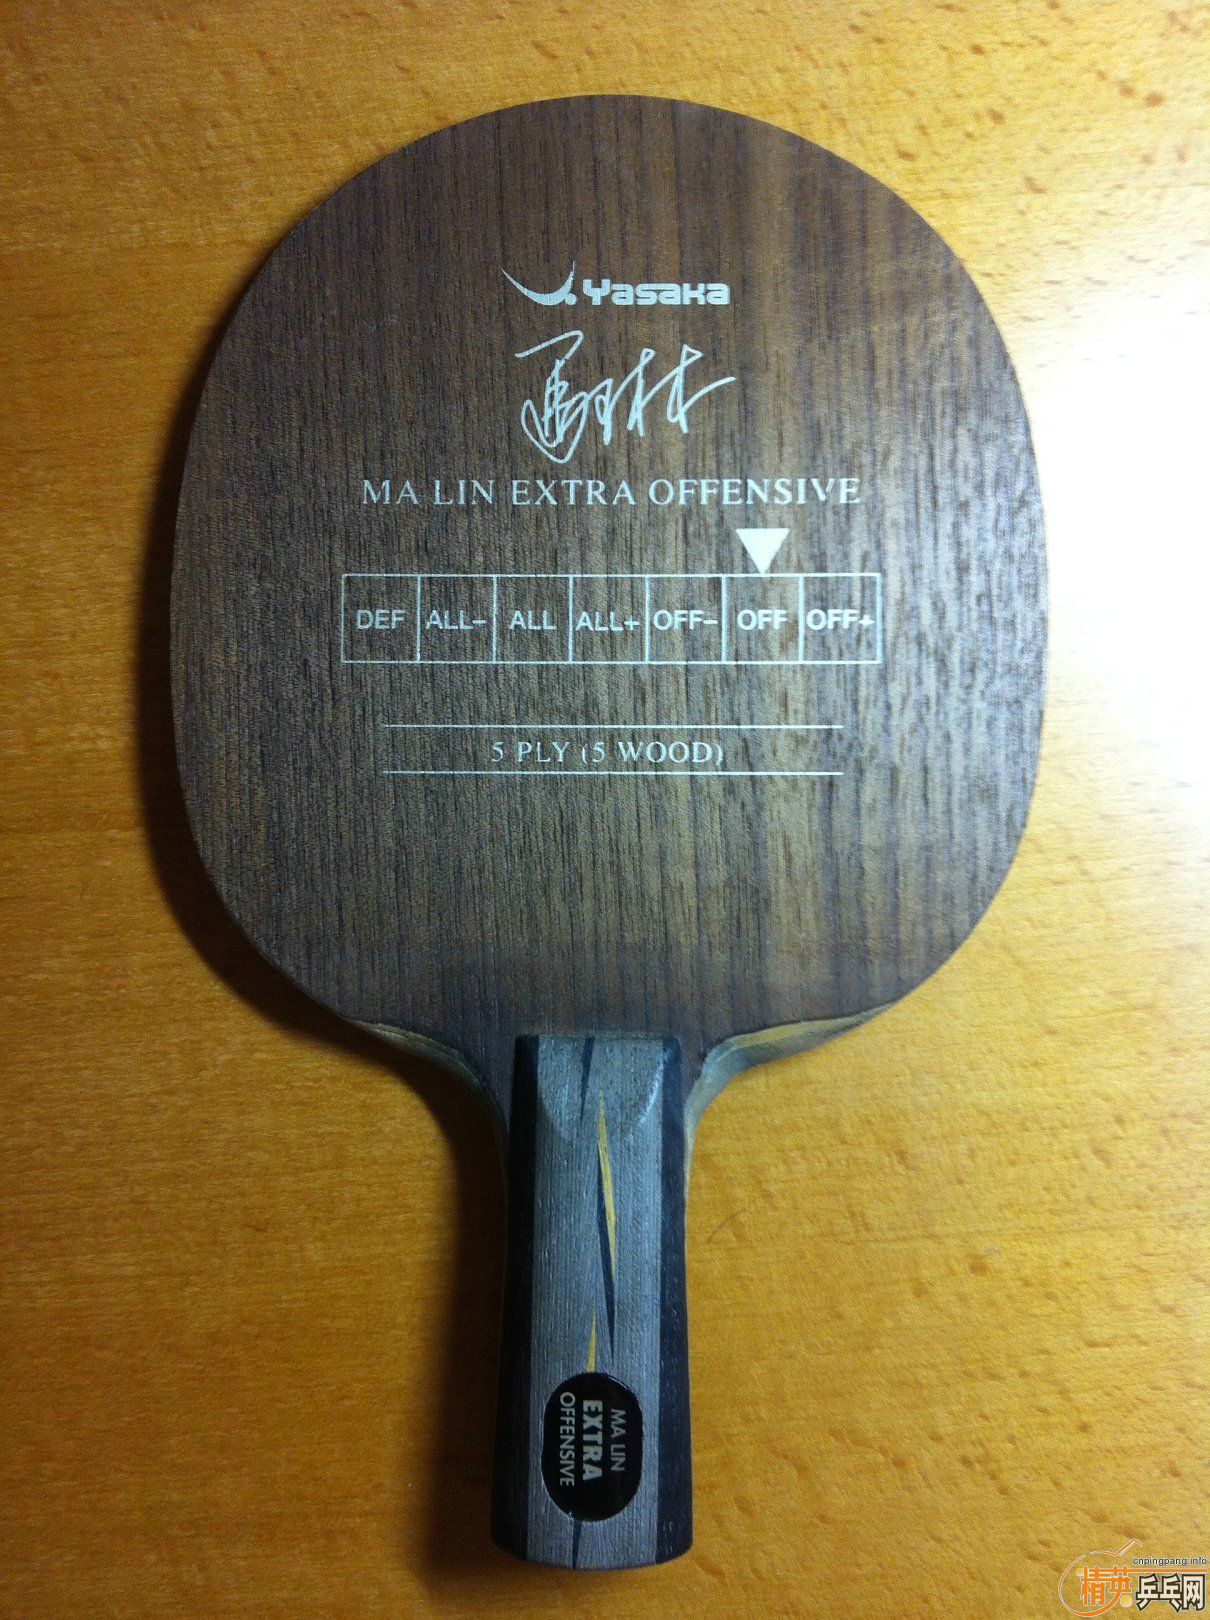 Yasaka
馬琳
MA LIN EXTRA OFFENSIVE
DEF ALL- ALL ALL+ OFF- OFF OFF+
5 PLY (5 WOOD)
MA LIN
EXTRA
OFFENSIVE
cnpingpang.info
精英乒乓网